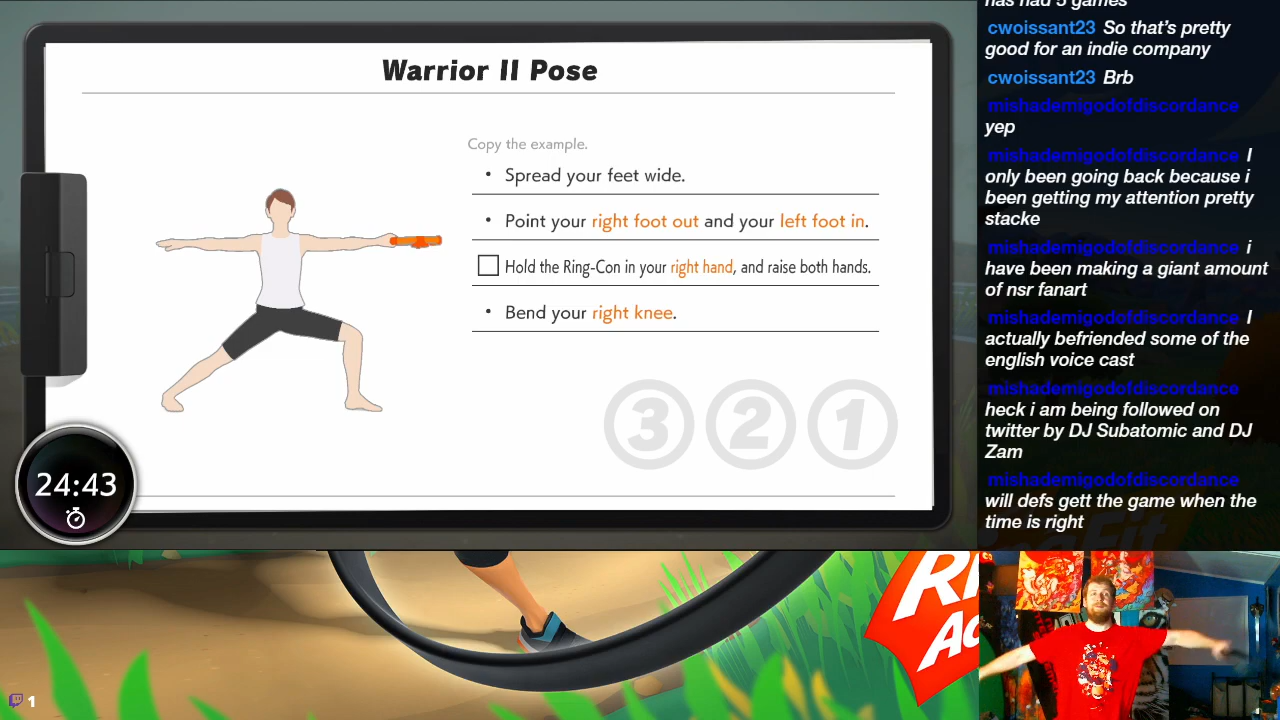 Warrior II Pose
Copy the example.
• Spread your feet wide.
• Point your right foot out and your left foot in.
Hold the Ring-Con in your right hand, and raise both hands.
• Bend your right knee.
3 2 1
24:43
1
has had 5 games
cwoissant23 So that's pretty
good for an indie company
cwoissant23 Brb
mishademigodofdiscordance
yep
mishademigodofdiscordance I
only been going back because i
been getting my attention pretty
stacke
mishademigodofdiscordance i
have been making a giant amount
of nsr fanart
mishademigodofdiscordance I
actually befriended some of the
english voice cast
mishademigodofdiscordance
heck i am being followed on
twitter by DJ Subatomic and DJ
Zam
mishademigodofdiscordance
will defs gett the game when the
time is right